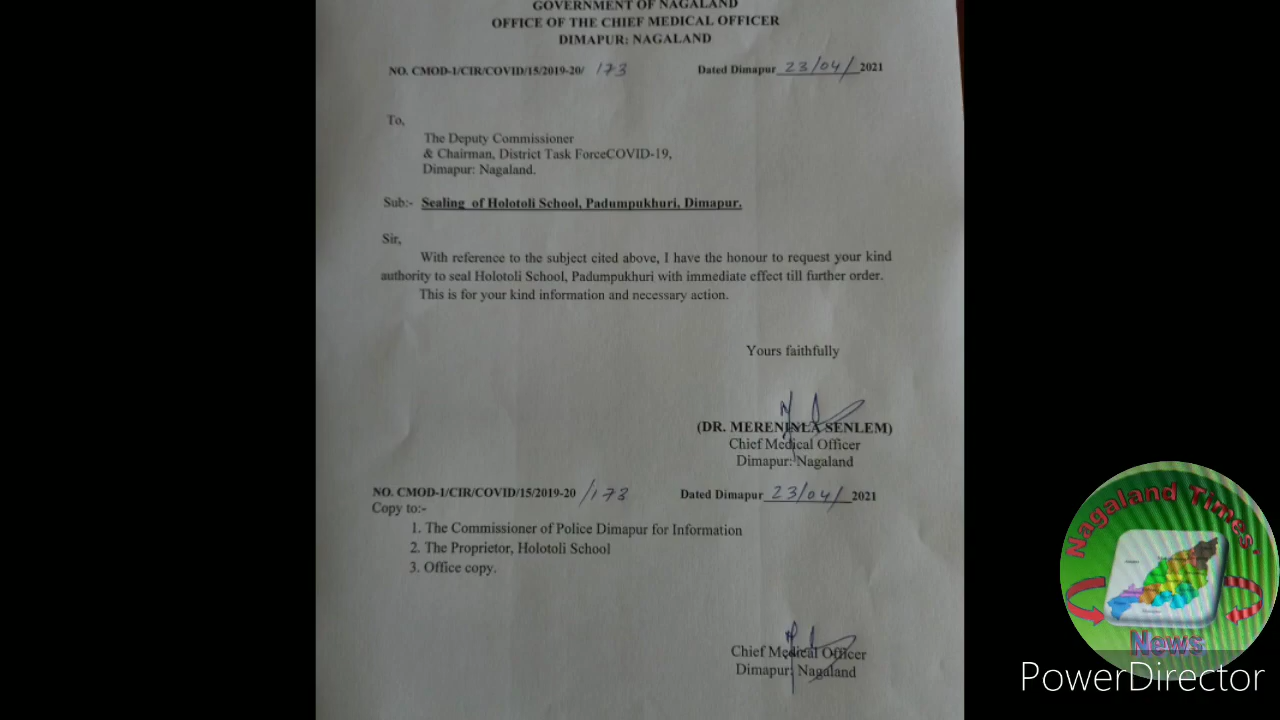 GOVERNMENT OF NAGALAND
OFFICE OF THE CHIEF MEDICAL OFFICER
DIMAPUR: NAGALAND
NO. CMOD-1/CIR/COVID/15/2019-20/ 173 Dated Dimapur 23/04/ 2021
To,
The Deputy Commissioner
& Chairman, District Task ForceCOVID-19,
Dimapur: Nagaland.
Sub:- Sealing of Holotoli School, Padumpukhuri, Dimapur.
Sir,
With reference to the subject cited above, I have the honour to request your kind
authority to seal Holotoli School, Padumpukhuri with immediate effect till further order.
This is for your kind information and necessary action.
Yours faithfully
(DR. MERENINLA SENLEM)
Chief Medical Officer
Dimapur: Nagaland
NO. CMOD-1/CIR/COVID/15/2019-20 /173 Dated Dimapur 23/04/ 2021
Copy to:-
1. The Commissioner of Police Dimapur for Information
2. The Proprietor, Holotoli School
3. Office copy.
Chief Medical Officer
Dimapur: Nagaland
Nagaland Times'
News
PowerDirector